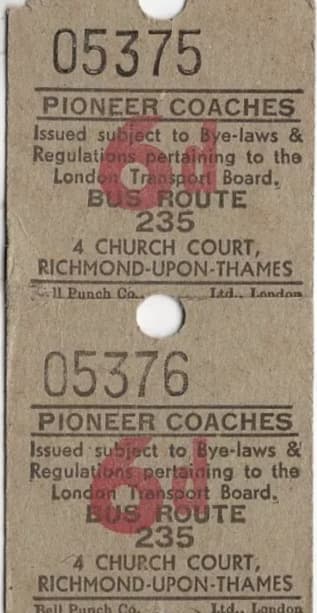 05375
PIONEER COACHES
Issued subject to Bye-laws &
Regulations pertaining to the
London Transport Board.
6d
BUS ROUTE
235
4 CHURCH COURT,
RICHMOND-UPON-THAMES
Bell Punch Co., Ltd., London
05376
PIONEER COACHES
Issued subject to Bye-laws &
Regulations pertaining to the
London Transport Board.
6d
BUS ROUTE
235
4 CHURCH COURT,
RICHMOND-UPON-THAMES
Bell Punch Co., Ltd., London